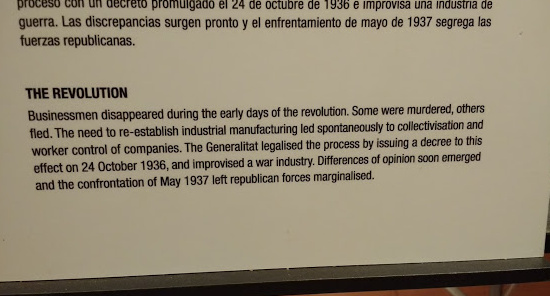 proceso con un decreto promulgado el 24 de octubre de 1936 e improvisa una industria de
guerra. Las discrepancias surgen pronto y el enfrentamiento de mayo de 1937 segrega las
fuerzas republicanas.
THE REVOLUTION
Businessmen disappeared during the early days of the revolution. Some were murdered, others
fled. The need to re-establish industrial manufacturing led spontaneously to collectivisation and
worker control of companies. The Generalitat legalised the process by issuing a decree to this
effect on 24 October 1936, and improvised a war industry. Differences of opinion soon emerged
and the confrontation of May 1937 left republican forces marginalised.